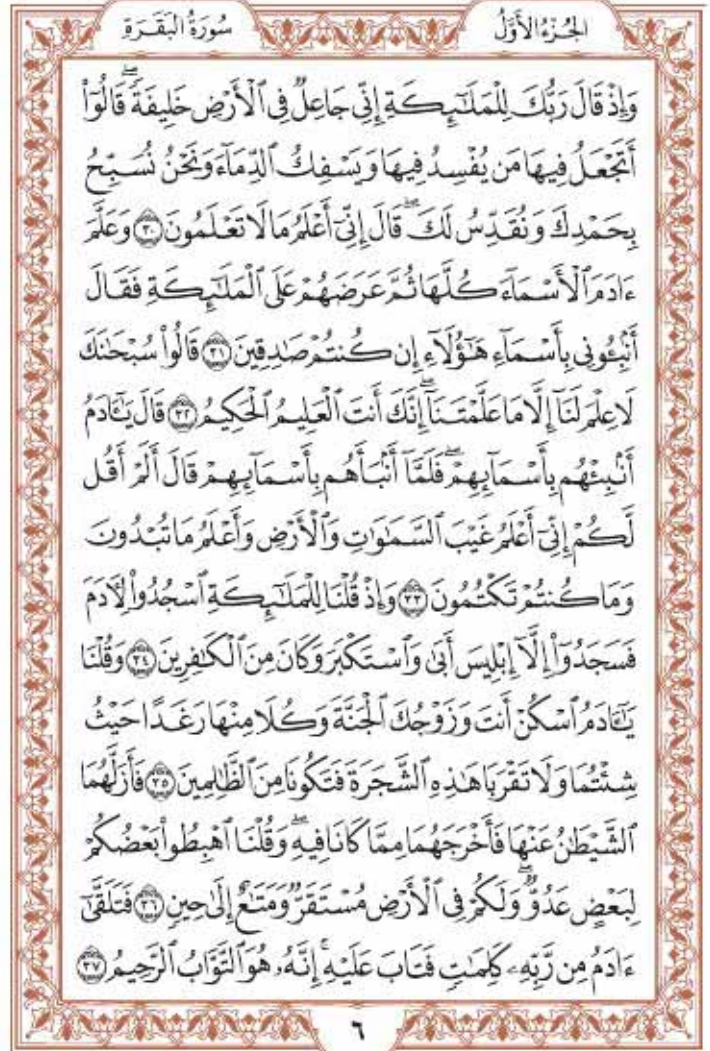 الجُزْءُ الأَوَّلُ
سُورَةُ البَقَرَةِ
وَإِذْ قَالَ رَبُّكَ لِلْمَلَٰٓئِكَةِ إِنِّى جَاعِلٌ فِى ٱلْأَرْضِ خَلِيفَةً ۖ قَالُوٓا۟
أَتَجْعَلُ فِيهَا مَن يُفْسِدُ فِيهَا وَيَسْفِكُ ٱلدِّمَآءَ وَنَحْنُ نُسَبِّحُ
بِحَمْدِكَ وَنُقَدِّسُ لَكَ ۖ قَالَ إِنِّىٓ أَعْلَمُ مَا لَا تَعْلَمُونَ ٣٠ وَعَلَّمَ
ءَادَمَ ٱلْأَسْمَآءَ كُلَّهَا ثُمَّ عَرَضَهُمْ عَلَى ٱلْمَلَٰٓئِكَةِ فَقَالَ
أَنۢبِـُٔونِى بِأَسْمَآءِ هَٰٓؤُلَآءِ إِن كُنتُمْ صَٰدِقِينَ ٣١ قَالُوا۟ سُبْحَٰنَكَ
لَا عِلْمَ لَنَآ إِلَّا مَا عَلَّمْتَنَآ ۖ إِنَّكَ أَنتَ ٱلْعَلِيمُ ٱلْحَكِيمُ ٣٢ قَالَ يَٰٓـَٔادَمُ
أَنۢبِئْهُم بِأَسْمَآئِهِمْ ۖ فَلَمَّآ أَنۢبَأَهُم بِأَسْمَآئِهِمْ قَالَ أَلَمْ أَقُل
لَّكُمْ إِنِّىٓ أَعْلَمُ غَيْبَ ٱلسَّمَٰوَٰتِ وَٱلْأَرْضِ وَأَعْلَمُ مَا تُبْدُونَ
وَمَا كُنتُمْ تَكْتُمُونَ ٣٣ وَإِذْ قُلْنَا لِلْمَلَٰٓئِكَةِ ٱسْجُدُوا۟ لِءَادَمَ
فَسَجَدُوٓا۟ إِلَّآ إِبْلِيسَ أَبَىٰ وَٱسْتَكْبَرَ وَكَانَ مِنَ ٱلْكَٰفِرِينَ ٣٤ وَقُلْنَا
يَٰٓـَٔادَمُ ٱسْكُنْ أَنتَ وَزَوْجُكَ ٱلْجَنَّةَ وَكُلَا مِنْهَا رَغَدًا حَيْثُ
شِئْتُمَا وَلَا تَقْرَبَا هَٰذِهِ ٱلشَّجَرَةَ فَتَكُونَا مِنَ ٱلظَّٰلِمِينَ ٣٥ فَأَزَلَّهُمَا
ٱلشَّيْطَٰنُ عَنْهَا فَأَخْرَجَهُمَا مِمَّا كَانَا فِيهِ ۖ وَقُلْنَا ٱهْبِطُوا۟ بَعْضُكُمْ
لِبَعْضٍ عَدُوٌّ ۖ وَلَكُمْ فِى ٱلْأَرْضِ مُسْتَقَرٌّ وَمَتَٰعٌ إِلَىٰ حِينٍ ٣٦ فَتَلَقَّىٰٓ
ءَادَمُ مِن رَّبِّهِۦ كَلِمَٰتٍ فَتَابَ عَلَيْهِ ۚ إِنَّهُۥ هُوَ ٱلتَّوَّابُ ٱلرَّحِيمُ ٣٧
٦